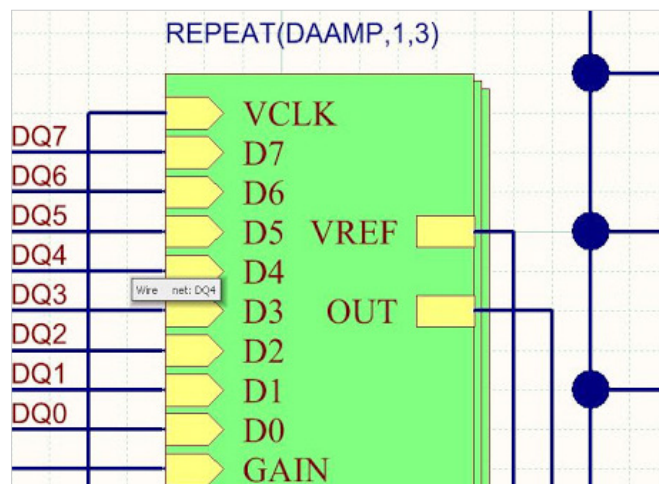 REPEAT(DAAMP,1,3)
VCLK
DQ7 D7
DQ6 D6
DQ5 D5 VREF
DQ4 D4
Wire net: DQ4
DQ3 D3 OUT
DQ2 D2
DQ1 D1
DQ0 D0
GAIN